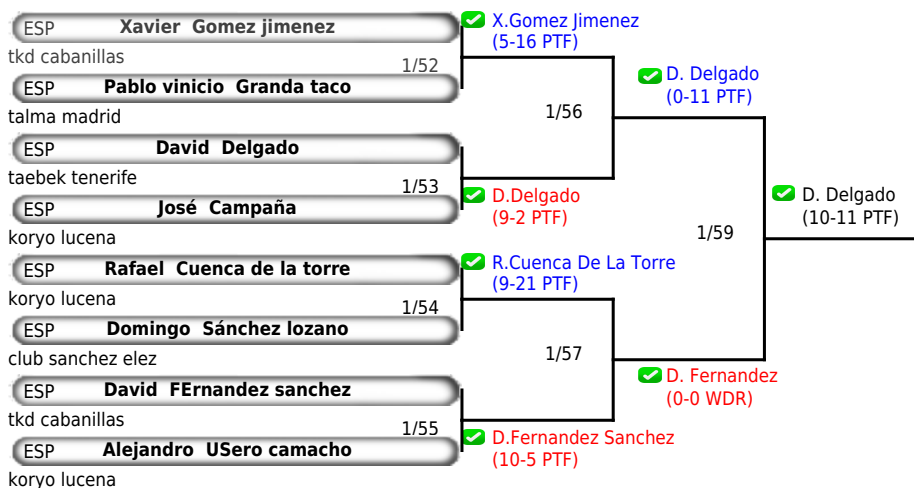 ESP Xavier Gomez jimenez
tkd cabanillas
1/52
ESP Pablo vinicio Granda taco
talma madrid
ESP David Delgado
taebek tenerife
1/53
ESP José Campaña
koryo lucena
ESP Rafael Cuenca de la torre
koryo lucena
1/54
ESP Domingo Sánchez lozano
club sanchez elez
ESP David FErnandez sanchez
tkd cabanillas
1/55
ESP Alejandro USero camacho
koryo lucena
X.Gomez Jimenez
(5-16 PTF)
1/56
D.Delgado
(9-2 PTF)
R.Cuenca De La Torre
(9-21 PTF)
1/57
D.Fernandez Sanchez
(10-5 PTF)
D. Delgado
(0-11 PTF)
1/59
D. Fernandez
(0-0 WDR)
D. Delgado
(10-11 PTF)